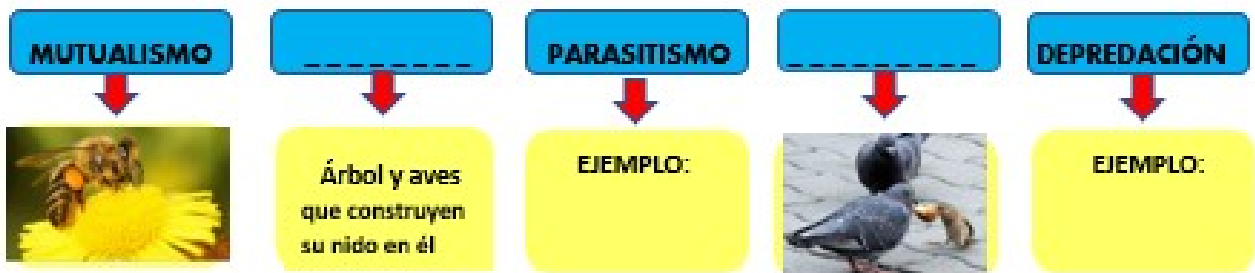 MUTUALISMO
_ _ _ _ _ _ _ _
PARASITISMO
_ _ _ _ _ _ _ _ _
DEPREDACIÓN
Árbol y aves
que construyen
su nido en él
EJEMPLO:
EJEMPLO: